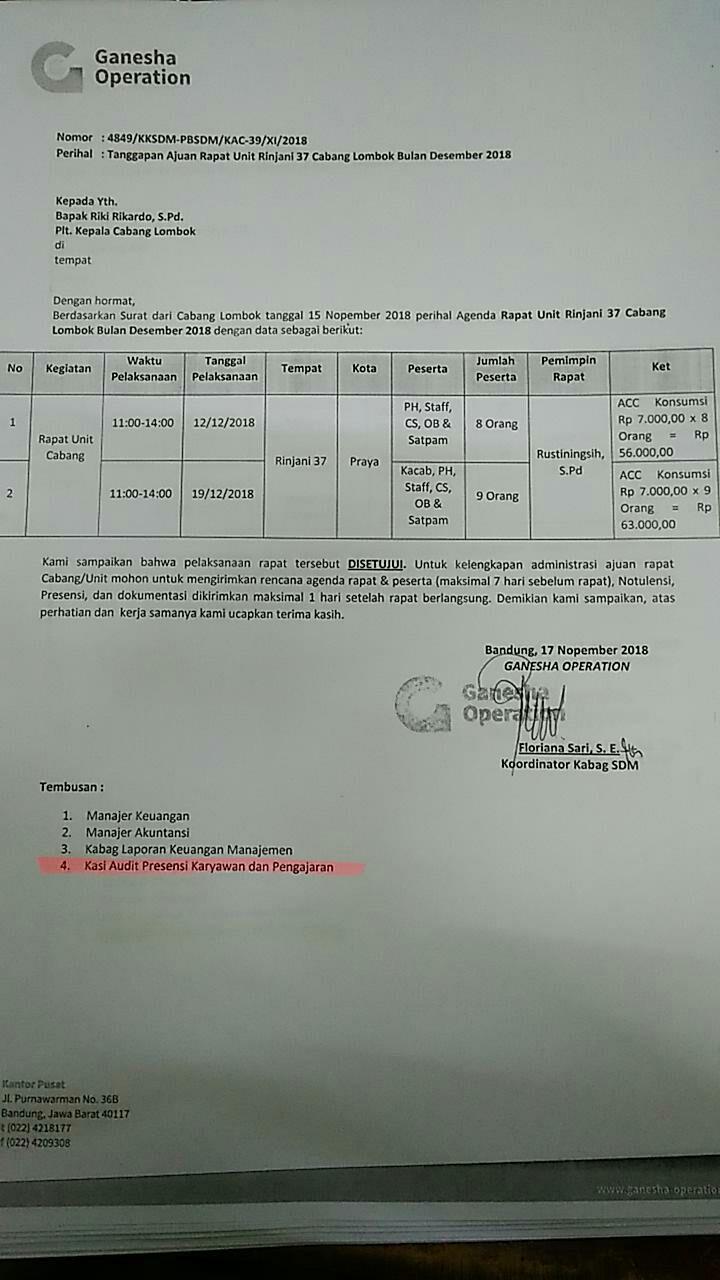 Ganesha
Operation
Nomor : 4849/KKSDM-PBSDM/KAC-39/XI/2018
Perihal : Tanggapan Ajuan Rapat Unit Rinjani 37 Cabang Lombok Bulan Desember 2018
Kepada Yth.
Bapak Riki Rikardo, S.Pd.
Plt. Kepala Cabang Lombok
di
tempat
Dengan hormat,
Berdasarkan Surat dari Cabang Lombok tanggal 15 Nopember 2018 perihal Agenda Rapat Unit Rinjani 37 Cabang
Lombok Bulan Desember 2018 dengan data sebagai berikut:
No Kegiatan Waktu Pelaksanaan Tanggal Pelaksanaan Tempat Kota Peserta Jumlah Peserta Pemimpin Rapat Ket
1 Rapat Unit Cabang 11:00-14:00 12/12/2018 Rinjani 37 Praya PH, Staff, CS, OB & Satpam 8 Orang Rustiningsih, S.Pd ACC Konsumsi Rp 7.000,00 x 8 Orang = Rp 56.000,00
2 11:00-14:00 19/12/2018 Kacab, PH, Staff, CS, OB & Satpam 9 Orang ACC Konsumsi Rp 7.000,00 x 9 Orang = Rp 63.000,00
Kami sampaikan bahwa pelaksanaan rapat tersebut DISETUJUI. Untuk kelengkapan administrasi ajuan rapat
Cabang/Unit mohon untuk mengirimkan rencana agenda rapat & peserta (maksimal 7 hari sebelum rapat), Notulensi,
Presensi, dan dokumentasi dikirimkan maksimal 1 hari setelah rapat berlangsung. Demikian kami sampaikan, atas
perhatian dan kerja samanya kami ucapkan terima kasih.
Bandung, 17 Nopember 2018
GANESHA OPERATION
Ganesha
Operation
Floriana Sari, S. E.
Koordinator Kabag SDM
Tembusan :
1. Manajer Keuangan
2. Manajer Akuntansi
3. Kabag Laporan Keuangan Manajemen
4. Kasi Audit Presensi Karyawan dan Pengajaran
Kantor Pusat
Jl. Purnawarman No. 36B
Bandung, Jawa Barat 40117
t (022) 4218177
f (022) 4209308
www.ganesha-operatio